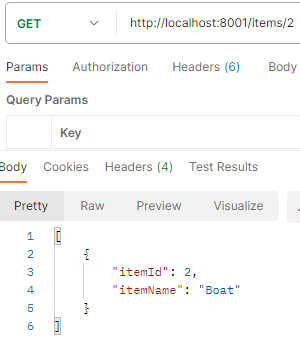 GET http://localhost:8001/items/2
Params Authorization Headers (6) Body
Query Params
Key
Body Cookies Headers (4) Test Results
Pretty Raw Preview Visualize
1 [
2 {
3 "itemId": 2,
4 "itemName": "Boat"
5 }
6 ]